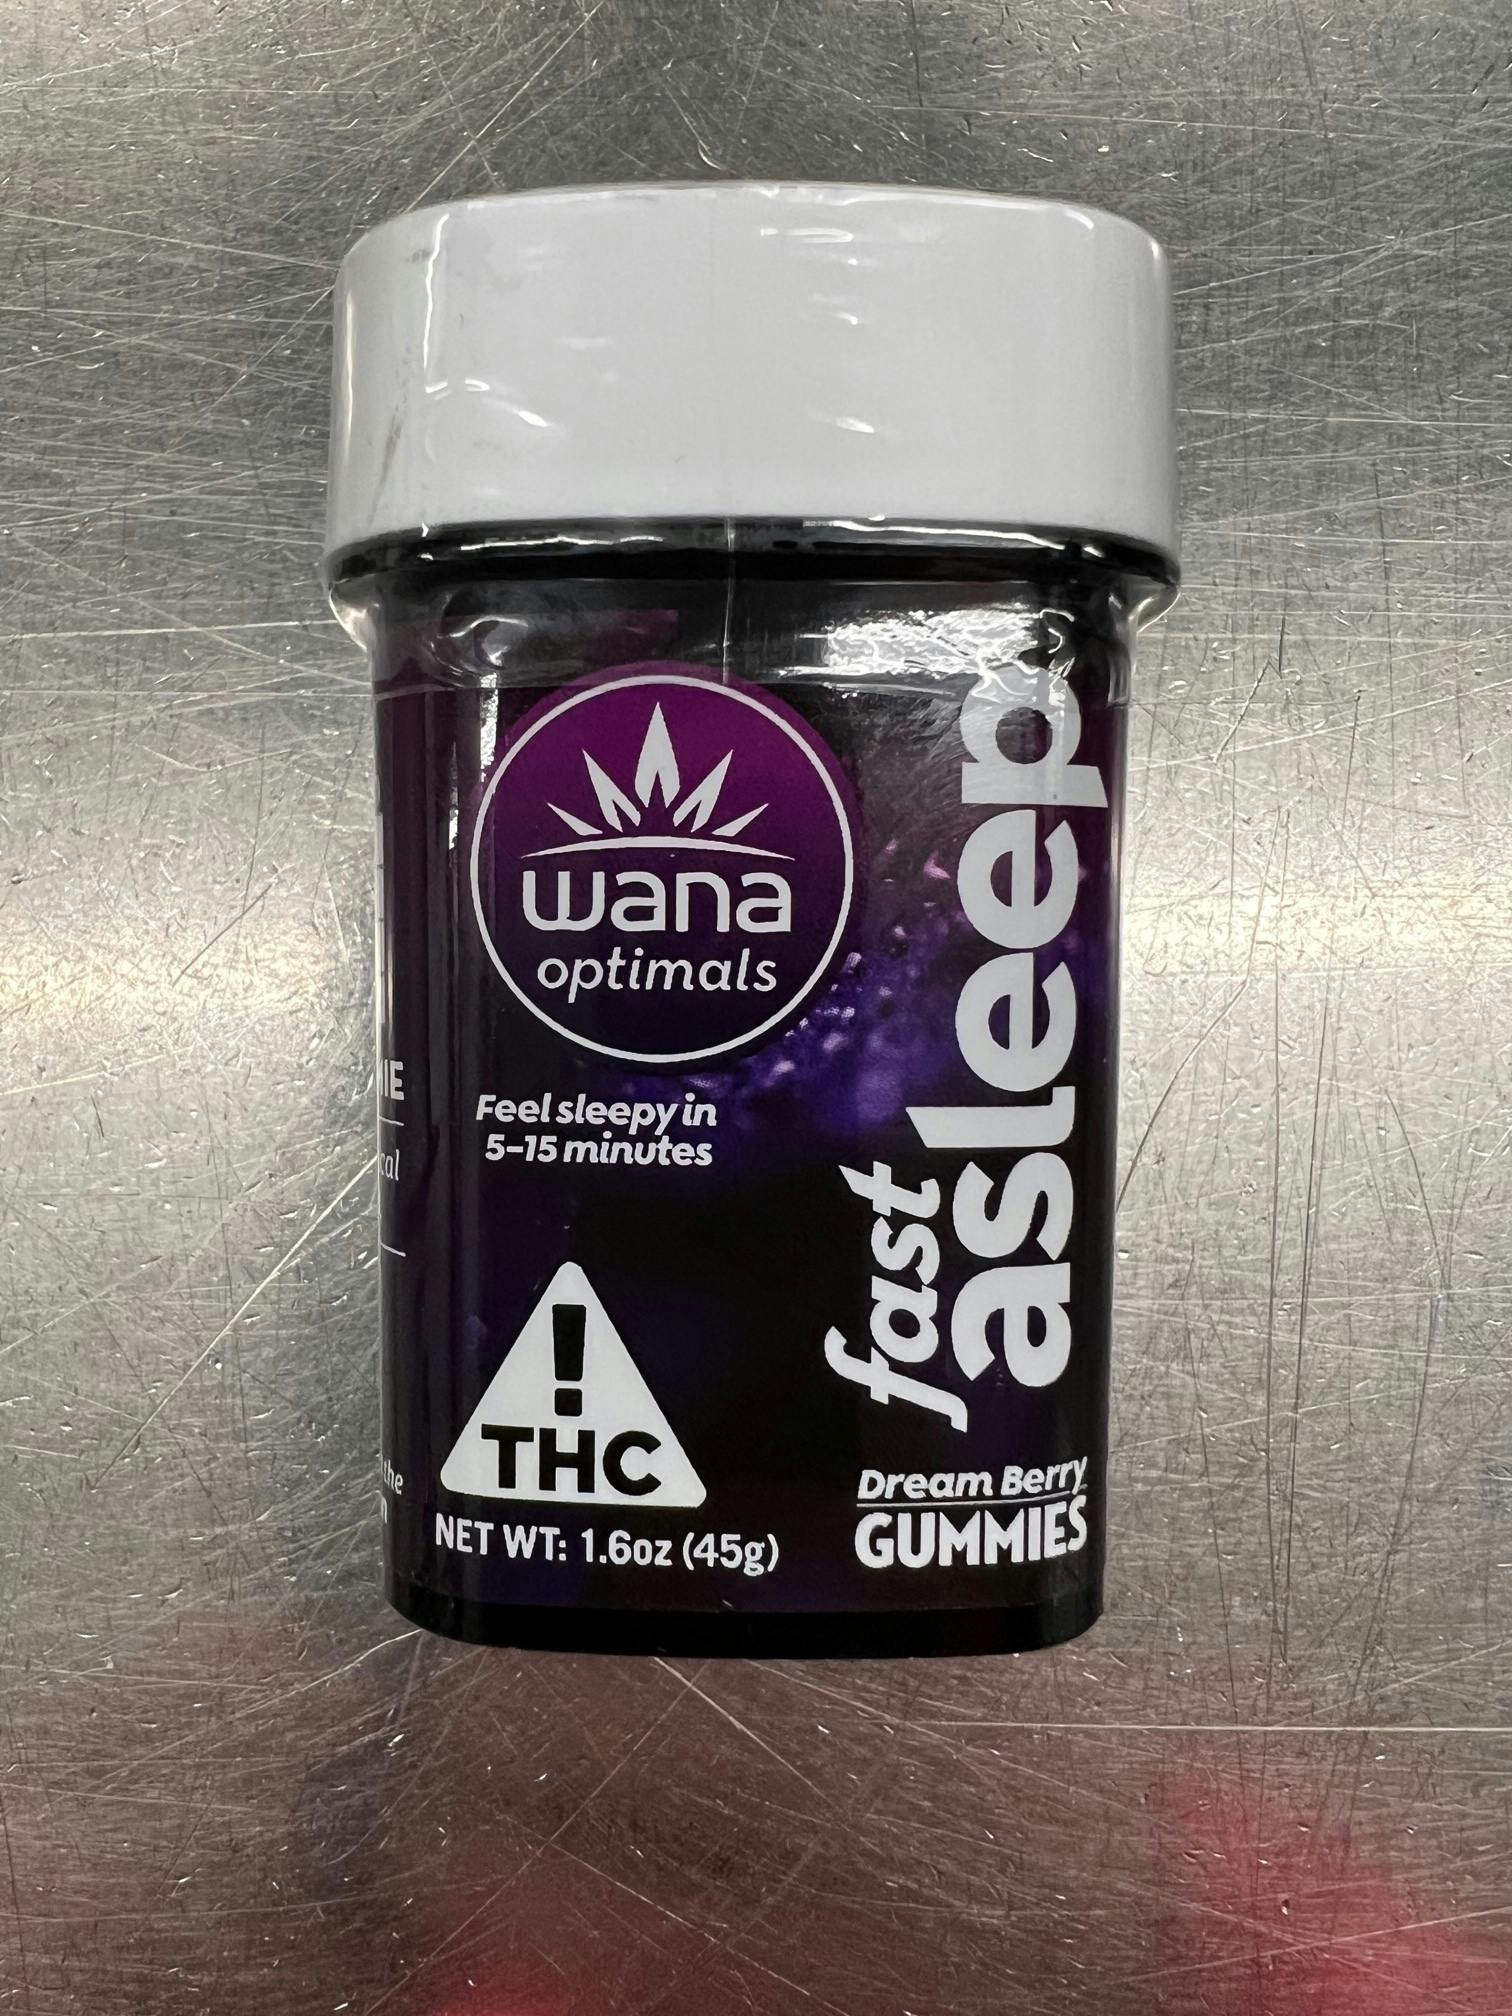 wana
optimals
Feel sleepy in
5-15 minutes
fast
asleep
!
THC
NET WT: 1.6oz (45g)
Dream Berry
GUMMIES
the